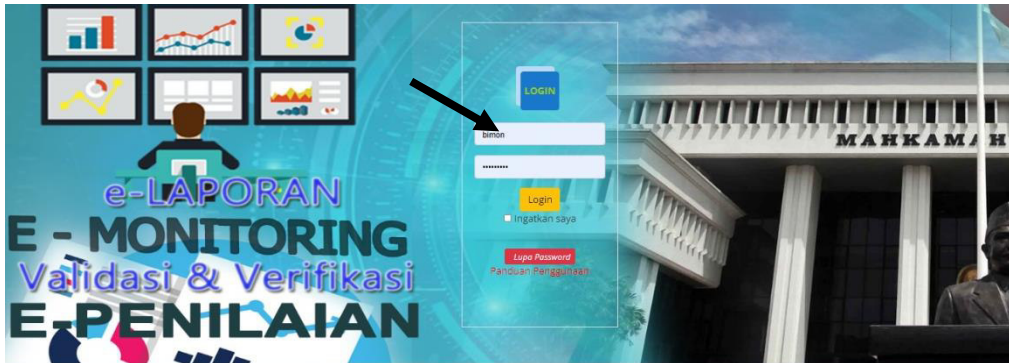 LOGIN
bimon
Login
Ingatkan saya
Lupa Password
Panduan Penggunaan
e-LAPORAN
E - MONITORING
Validasi & Verifikasi
E-PENILAIAN
MAHKAMAH